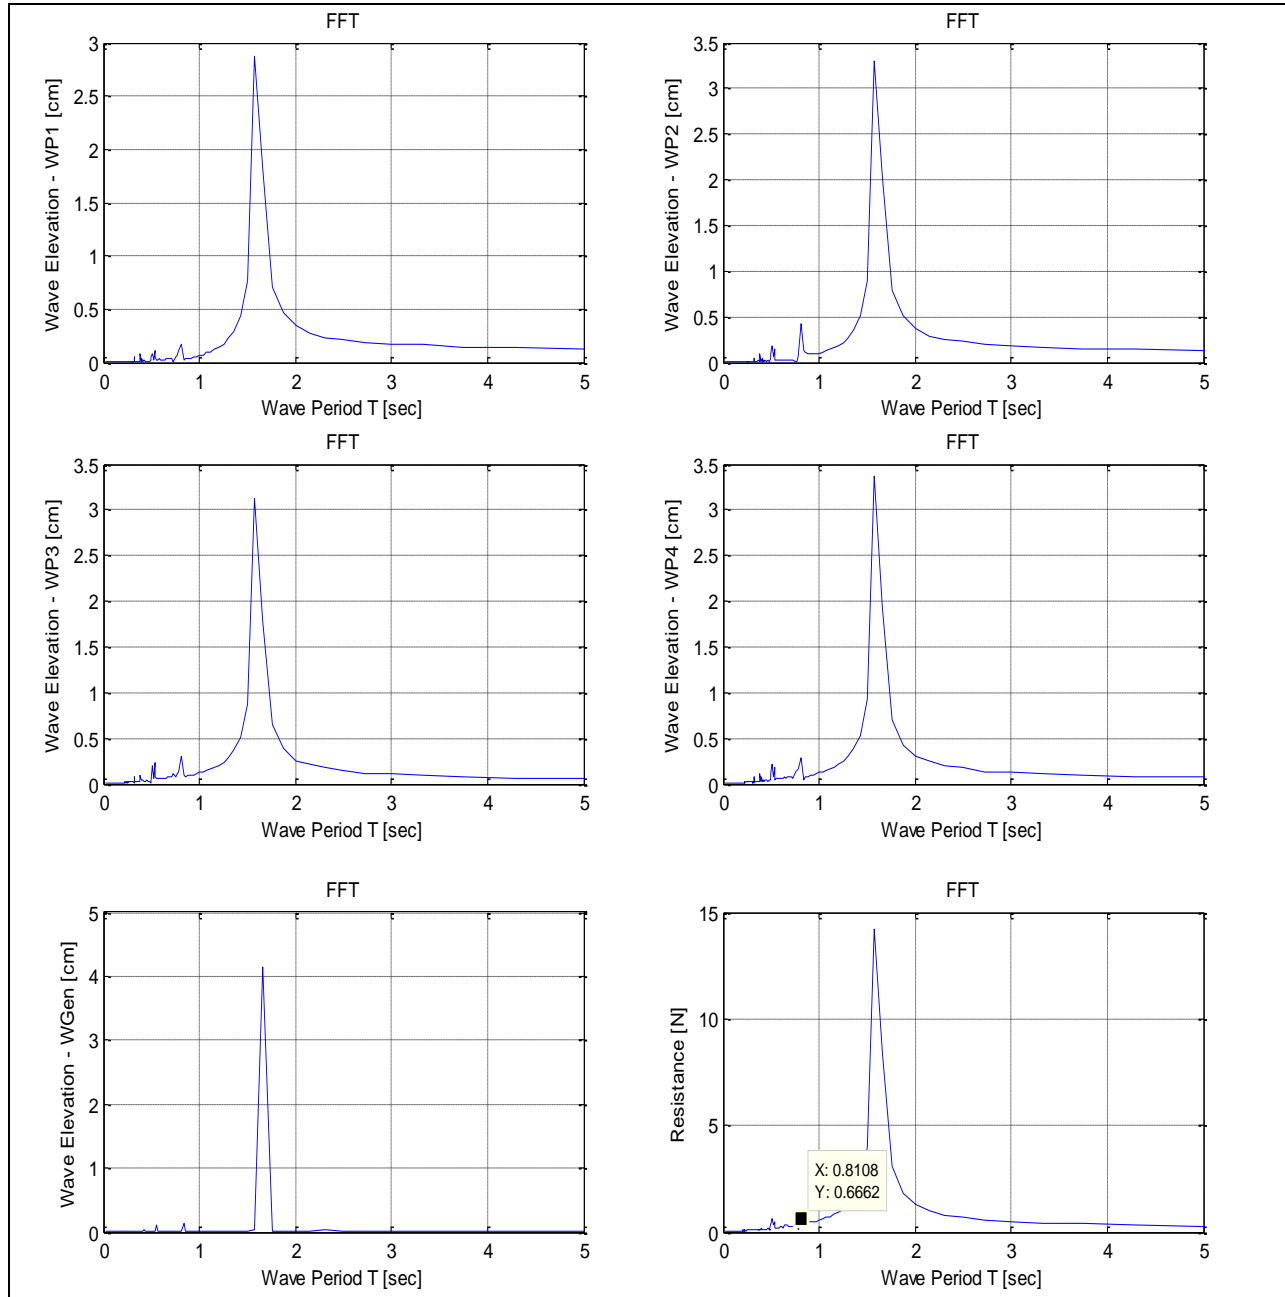 FFT
Wave Elevation - WP1 [cm]
3
2.5
2
1.5
1
0.5
0
0 1 2 3 4 5
Wave Period T [sec]
FFT
Wave Elevation - WP2 [cm]
3.5
3
2.5
2
1.5
1
0.5
0
0 1 2 3 4 5
Wave Period T [sec]
FFT
Wave Elevation - WP3 [cm]
3.5
3
2.5
2
1.5
1
0.5
0
0 1 2 3 4 5
Wave Period T [sec]
FFT
Wave Elevation - WP4 [cm]
3.5
3
2.5
2
1.5
1
0.5
0
0 1 2 3 4 5
Wave Period T [sec]
FFT
Wave Elevation - WGen [cm]
5
4
3
2
1
0
0 1 2 3 4 5
Wave Period T [sec]
FFT
Resistance [N]
15
10
5
0
X: 0.8108
Y: 0.6662
0 1 2 3 4 5
Wave Period T [sec]